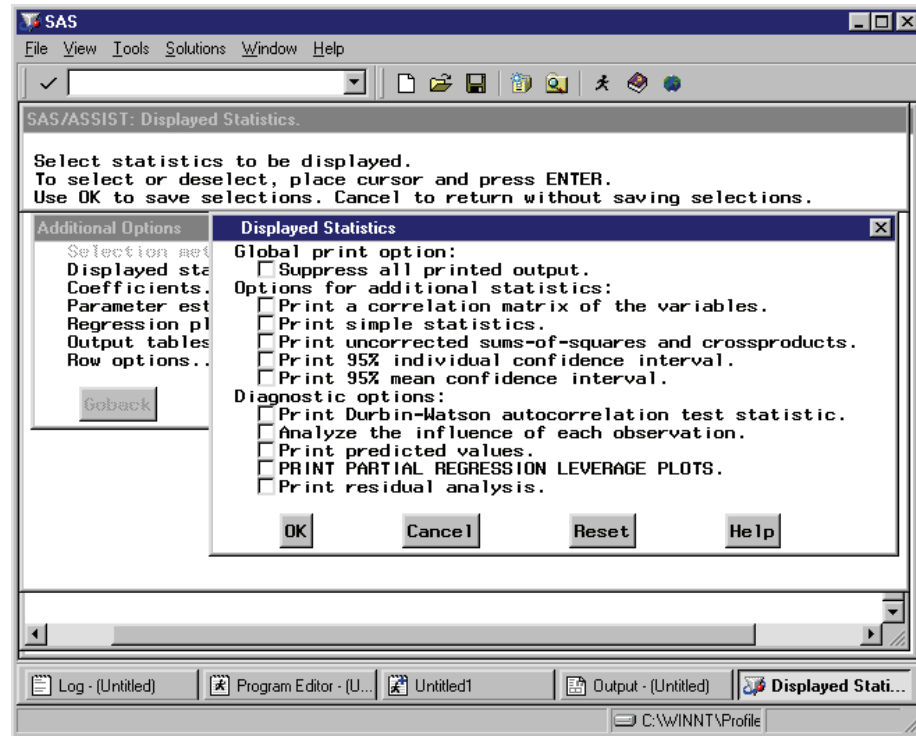 SAS
File View Tools Solutions Window Help
SAS/ASSIST: Displayed Statistics.
Select statistics to be displayed.
To select or deselect, place cursor and press ENTER.
Use OK to save selections. Cancel to return without saving selections.
Additional Options
Selection met
Displayed sta
Coefficients.
Parameter est
Regression pl
Output tables
Row options..
Goback
Displayed Statistics
Global print option:
Suppress all printed output.
Options for additional statistics:
Print a correlation matrix of the variables.
Print simple statistics.
Print uncorrected sums-of-squares and crossproducts.
Print 95% individual confidence interval.
Print 95% mean confidence interval.
Diagnostic options:
Print Durbin-Watson autocorrelation test statistic.
Analyze the influence of each observation.
Print predicted values.
PRINT PARTIAL REGRESSION LEVERAGE PLOTS.
Print residual analysis.
OK Cancel Reset Help
Log - (Untitled) Program Editor - (U... Untitled1 Output - (Untitled) Displayed Stati...
C:\WINNT\Profile